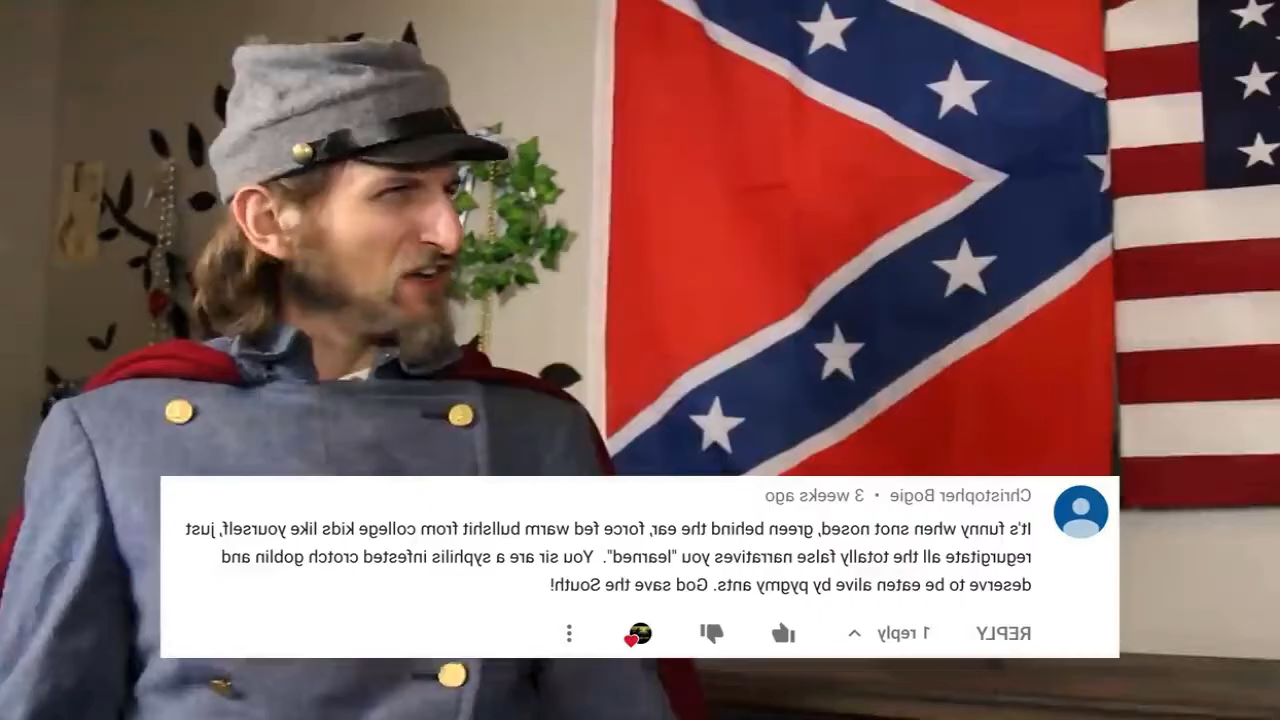 Christopher Bogie • 3 weeks ago
It's funny when snot nosed, green behind the ear, force fed warm bullshit from college kids like yourself, just
regurgitate all the totally false narratives you "learned". You sir are a syphilis infested crotch goblin and
deserve to be eaten alive by pygmy ants. God save the South!
REPLY 1 reply